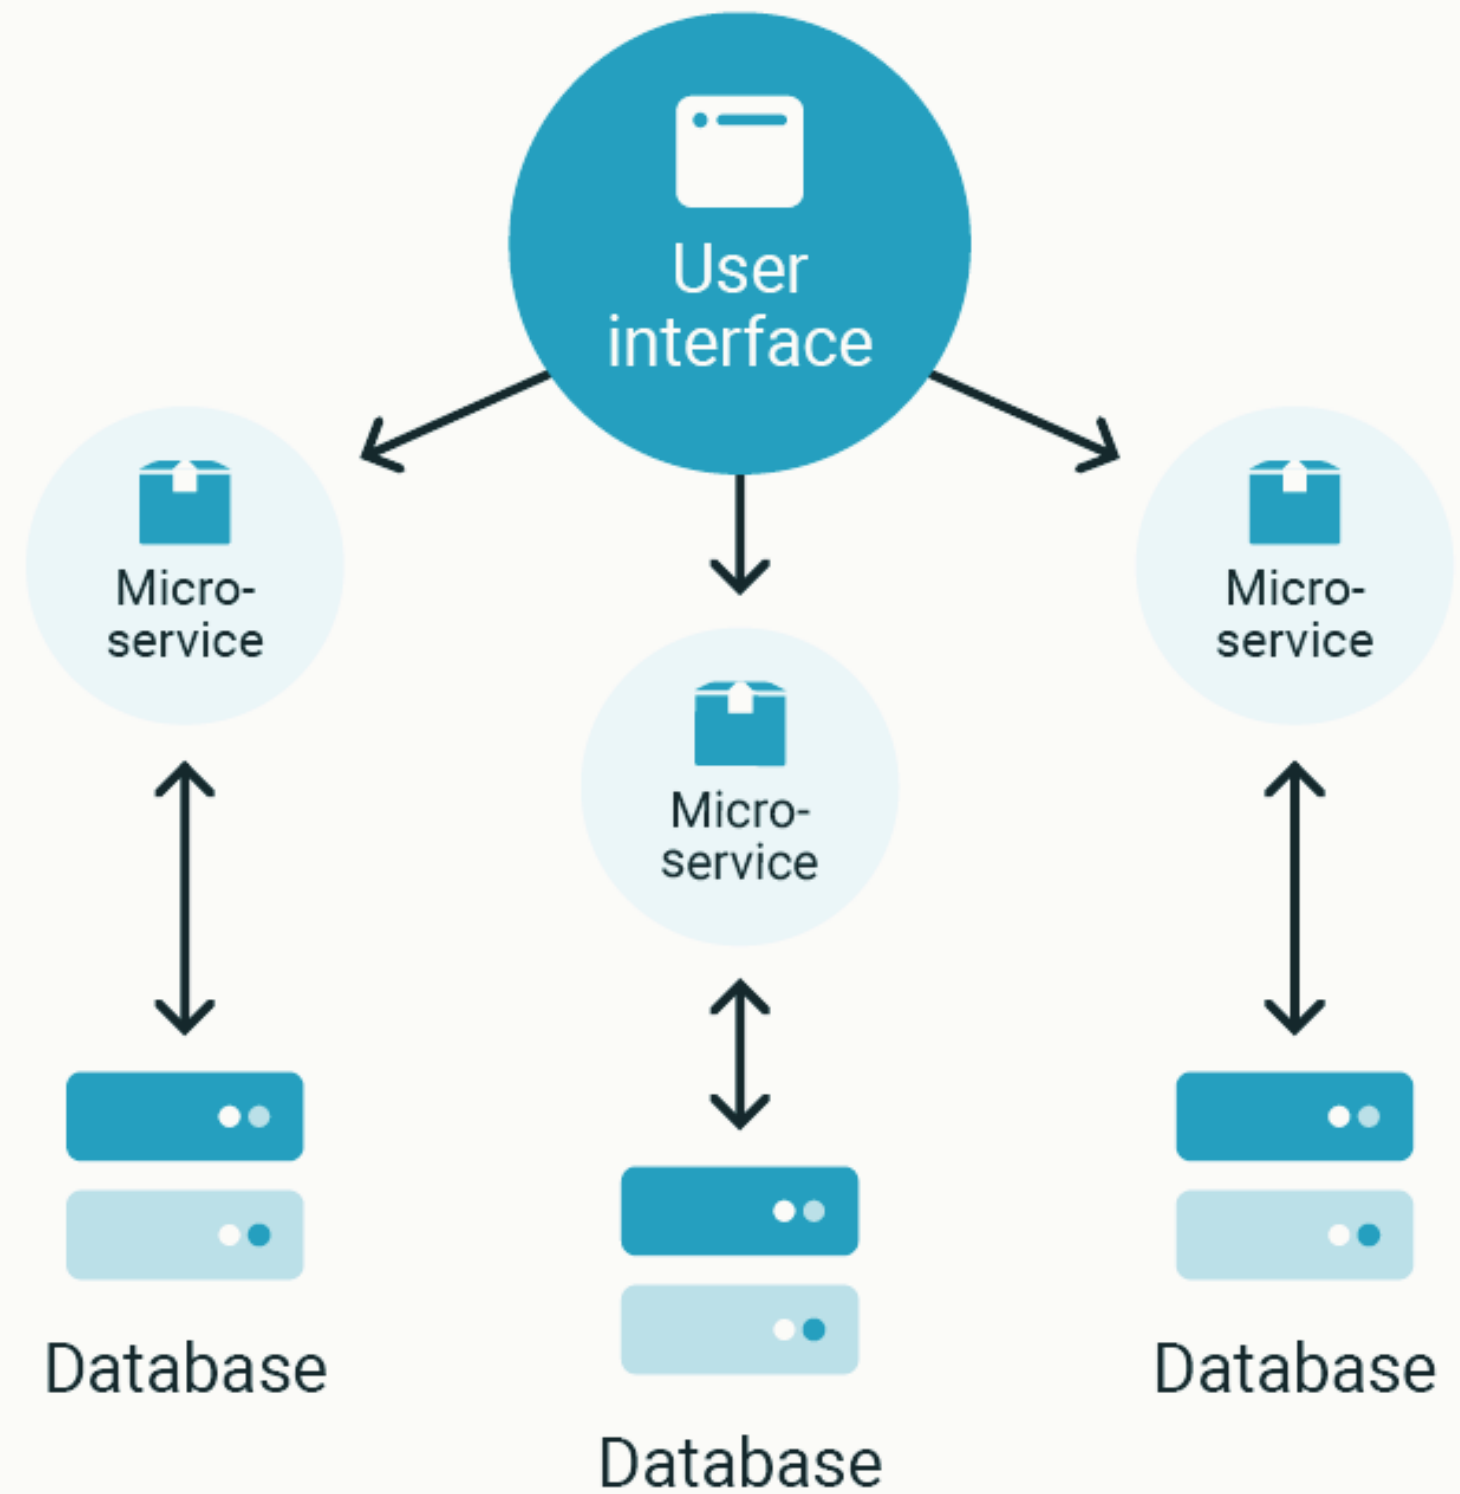 User
interface
Micro-
service
Micro-
service
Micro-
service
Database
Database
Database